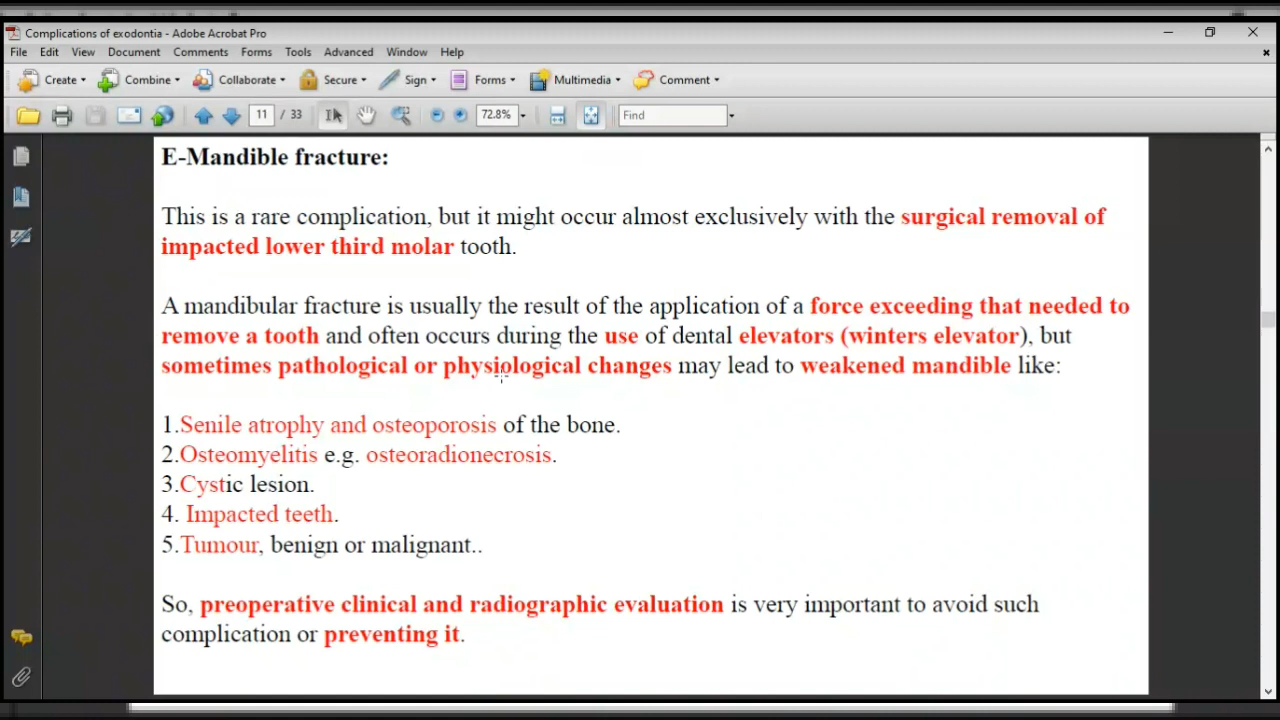 Complications of exodontia - Adobe Acrobat Pro
File Edit View Document Comments Forms Tools Advanced Window Help
Create Combine Collaborate Secure Sign Forms Multimedia Comment
11 / 33 72.8% Find
E-Mandible fracture:
This is a rare complication, but it might occur almost exclusively with the surgical removal of
impacted lower third molar tooth.
A mandibular fracture is usually the result of the application of a force exceeding that needed to
remove a tooth and often occurs during the use of dental elevators (winters elevator), but
sometimes pathological or physiological changes may lead to weakened mandible like:
1.Senile atrophy and osteoporosis of the bone.
2.Osteomyelitis e.g. osteoradionecrosis.
3.Cystic lesion.
4. Impacted teeth.
5.Tumour, benign or malignant..
So, preoperative clinical and radiographic evaluation is very important to avoid such
complication or preventing it.